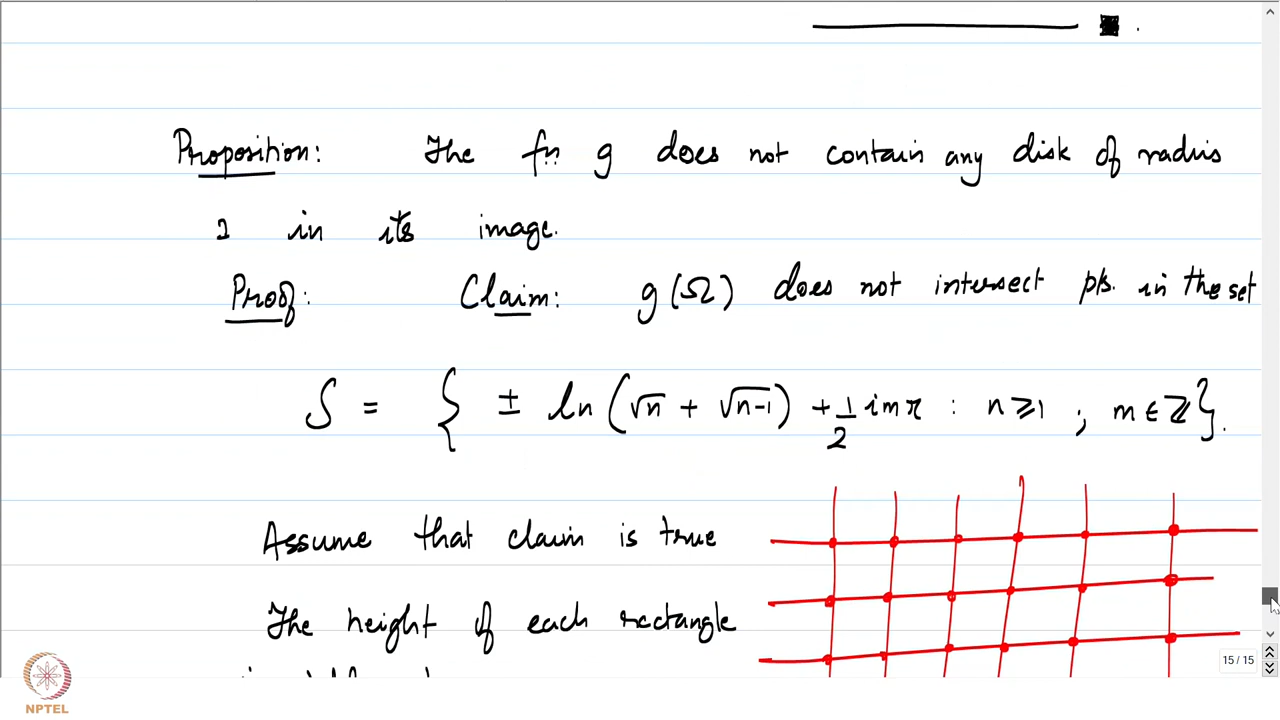 Proposition: The fn g does not contain any disk of radius
1 in its image.
Proof: Claim: g(Ω) does not intersect pts. in the set
S = { ± ln (√n + √n-1) + 1/2 imπ : n ≥ 1 ; m ∈ ℤ }.
Assume that claim is true
The height of each rectangle
15 / 15
NPTEL